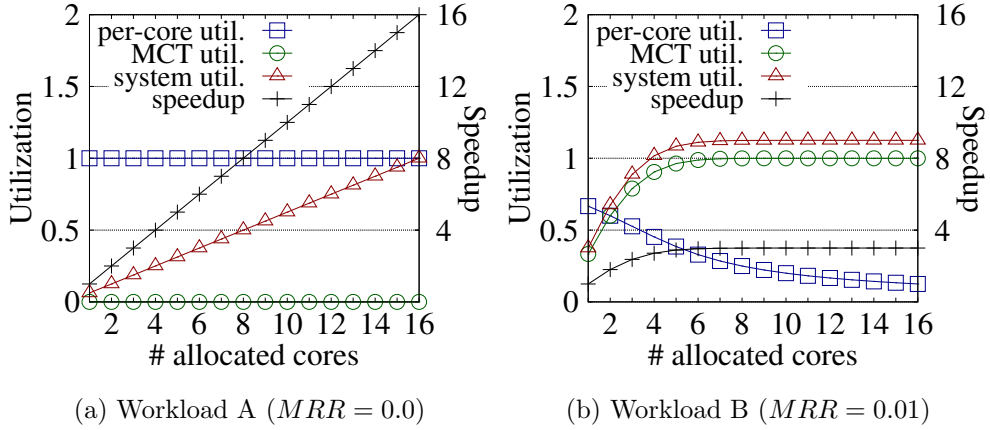 2
1.5
1
0.5
0
Utilization
per-core util.
MCT util.
system util.
speedup
16
12
8
4
Speedup
2 4 6 8 10 12 14 16
# allocated cores
(a) Workload A (MRR = 0.0)
2
1.5
1
0.5
0
Utilization
per-core util.
MCT util.
system util.
speedup
16
12
8
4
Speedup
2 4 6 8 10 12 14 16
# allocated cores
(b) Workload B (MRR = 0.01)